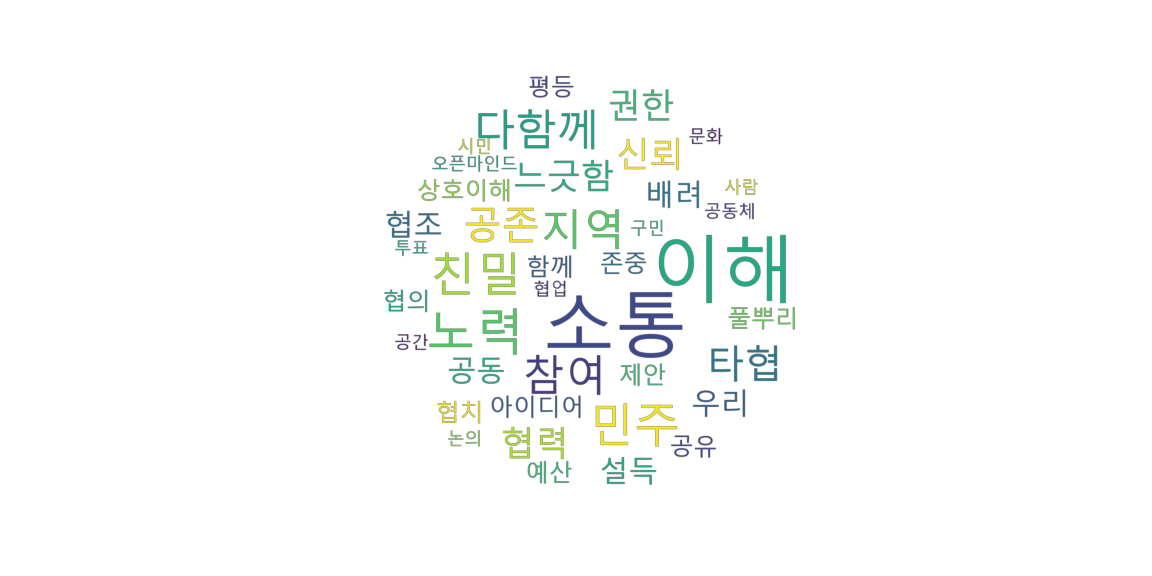 평등
권한
다함께
문화
시민
신뢰
오픈마인드
느긋함
상호이해
배려
사람
공동체
협조
공존
지역
구민
투표
친밀
함께
존중
이해
협업
협의
소통
풀뿌리
노력
공간
공동
참여
제안
타협
협치
아이디어
우리
민주
논의
협력
공유
예산
설득